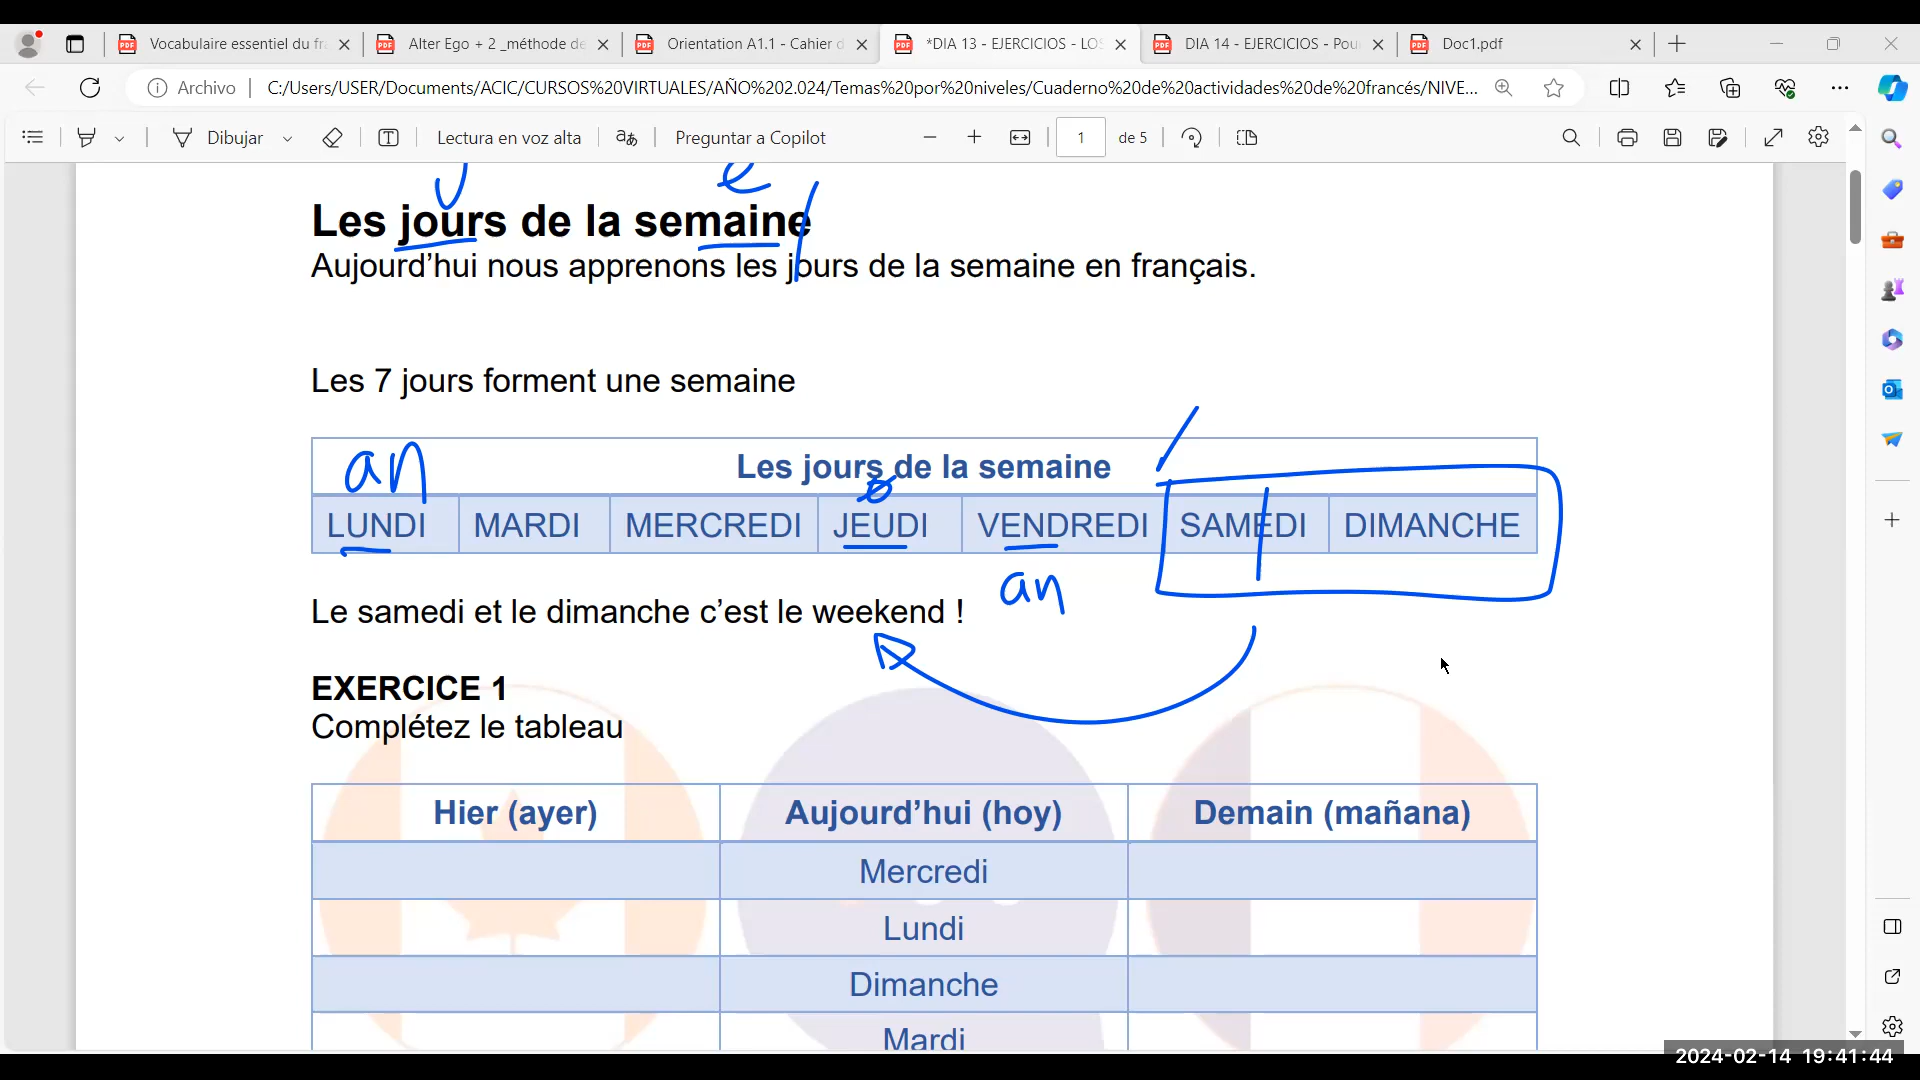 Vocabulaire essentiel du fra
Alter Ego + 2 _méthode de
Orientation A1.1 - Cahier d
*DIA 13 - EJERCICIOS - LOS
DIA 14 - EJERCICIOS - Pou
Doc1.pdf
Archivo
C:/Users/USER/Documents/ACIC/CURSOS%20VIRTUALES/AÑO%202.024/Temas%20por%20niveles/Cuaderno%20de%20actividades%20de%20francés/NIVE...
Dibujar
Lectura en voz alta
Preguntar a Copilot
1
de 5
e
Les jours de la semaine
Aujourd’hui nous apprenons les jours de la semaine en français.
Les 7 jours forment une semaine
an
Les jours de la semaine
LUNDI MARDI MERCREDI JEUDI VENDREDI SAMEDI DIMANCHE
an
Le samedi et le dimanche c’est le weekend !
EXERCICE 1
Complétez le tableau
Hier (ayer) Aujourd’hui (hoy) Demain (mañana)
Mercredi
Lundi
Dimanche
Mardi
2024-02-14 19:41:44